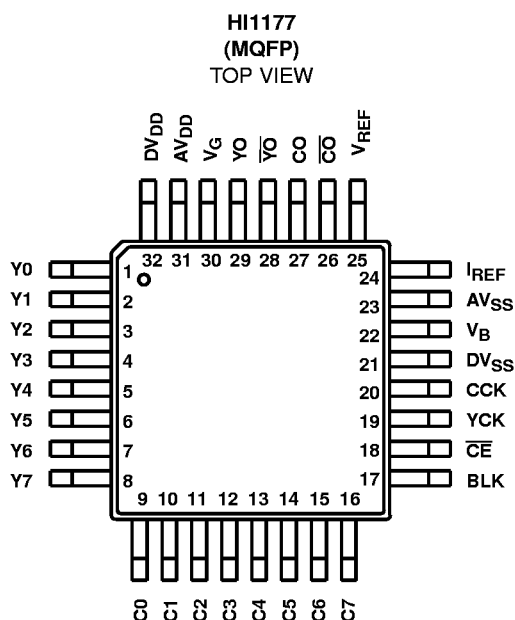 HI1177
(MQFP)
TOP VIEW
DVDD AVDD VG YO Y̅O̅ CO C̅O̅ VREF
32 31 30 29 28 27 26 25
Y0 1 24 IREF
Y1 2 23 AVSS
Y2 3 22 VB
Y3 4 21 DVSS
Y4 5 20 CCK
Y5 6 19 YCK
Y6 7 18 C̅E̅
Y7 8 17 BLK
9 10 11 12 13 14 15 16
C0 C1 C2 C3 C4 C5 C6 C7